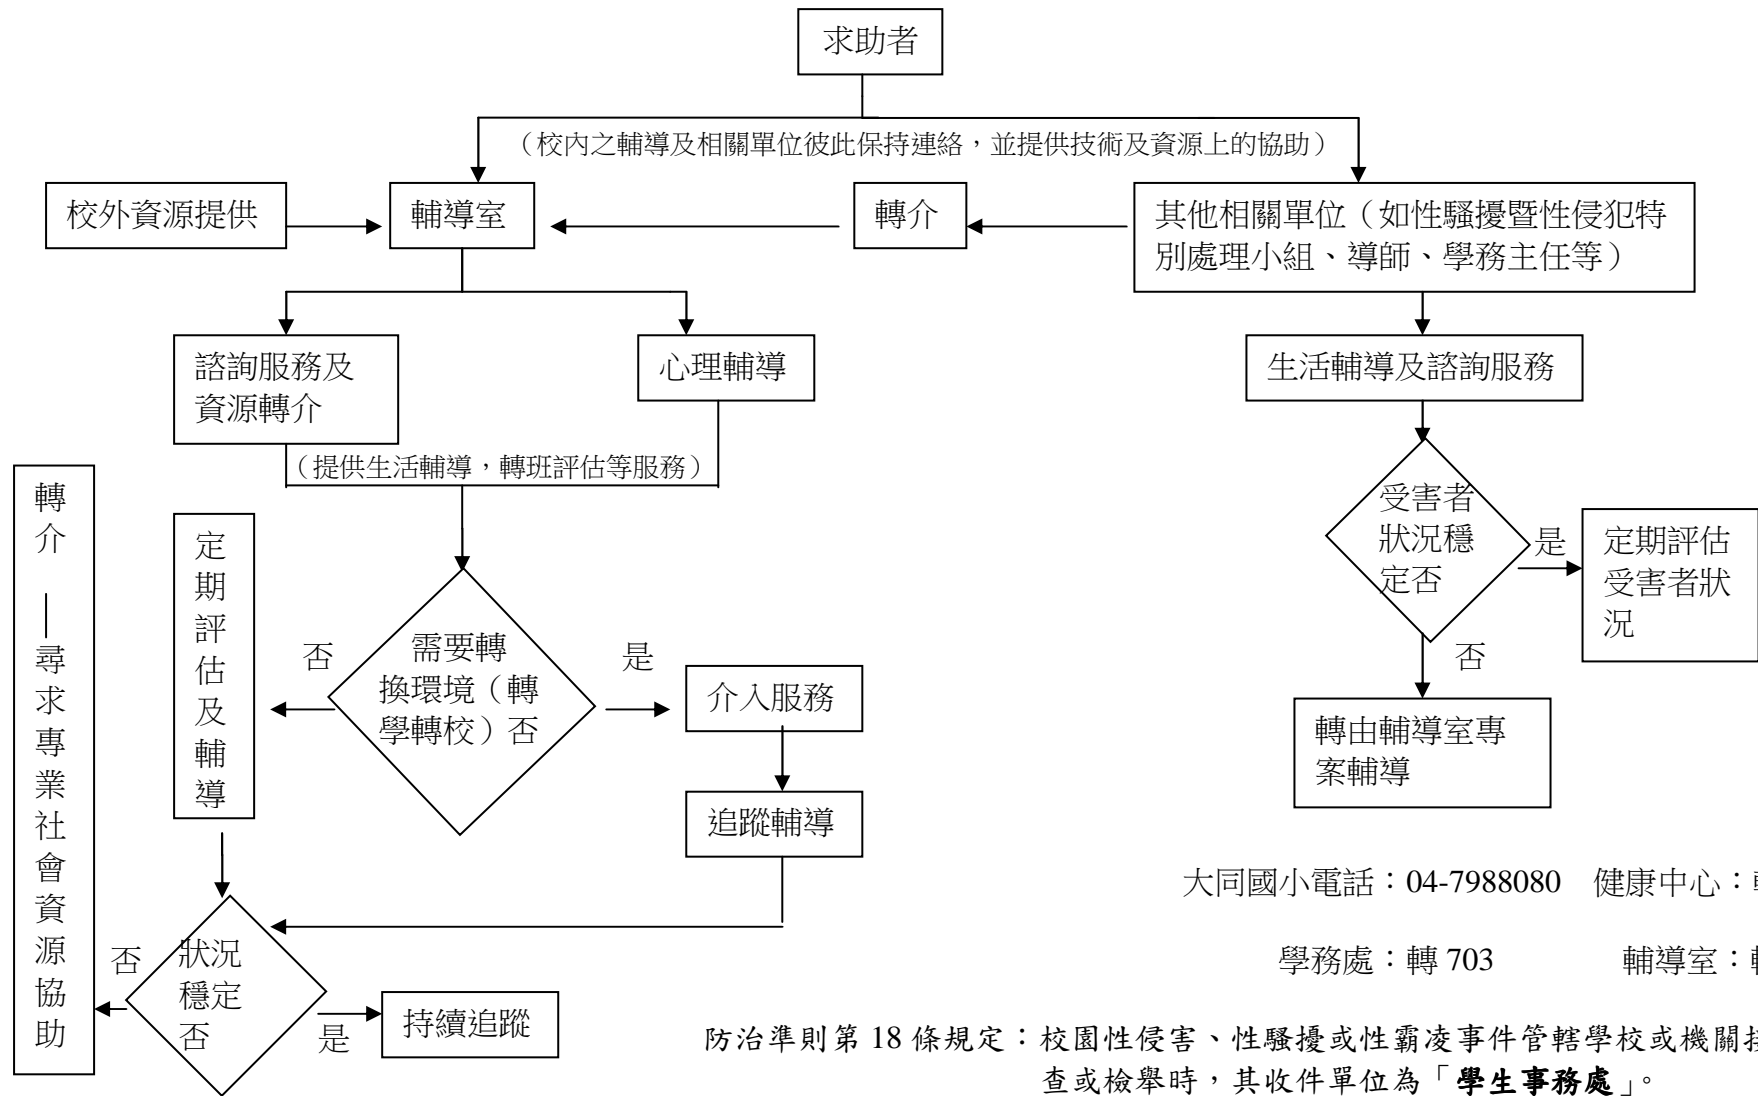 求助者
（校內之輔導及相關單位彼此保持連絡，並提供技術及資源上的協助）
校外資源提供
輔導室
轉介
其他相關單位（如性騷擾暨性侵犯特
別處理小組、導師、學務主任等）
諮詢服務及
資源轉介
心理輔導
生活輔導及諮詢服務
（提供生活輔導，轉班評估等服務）
轉介 —尋求專業社會資源協助
定期評估及輔導
否
需要轉
換環境（轉
學轉校）否
是
介入服務
追蹤輔導
受害者
狀況穩
定否
是
定期評估
受害者狀
況
否
轉由輔導室專
案輔導
否
狀況
穩定
否
是
持續追蹤
大同國小電話：04-7988080 健康中心：
學務處：轉 703 輔導室：
防治準則第 18 條規定：校園性侵害、性騷擾或性霸凌事件管轄學校或機關
查或檢舉時，其收件單位為「學生事務處」。